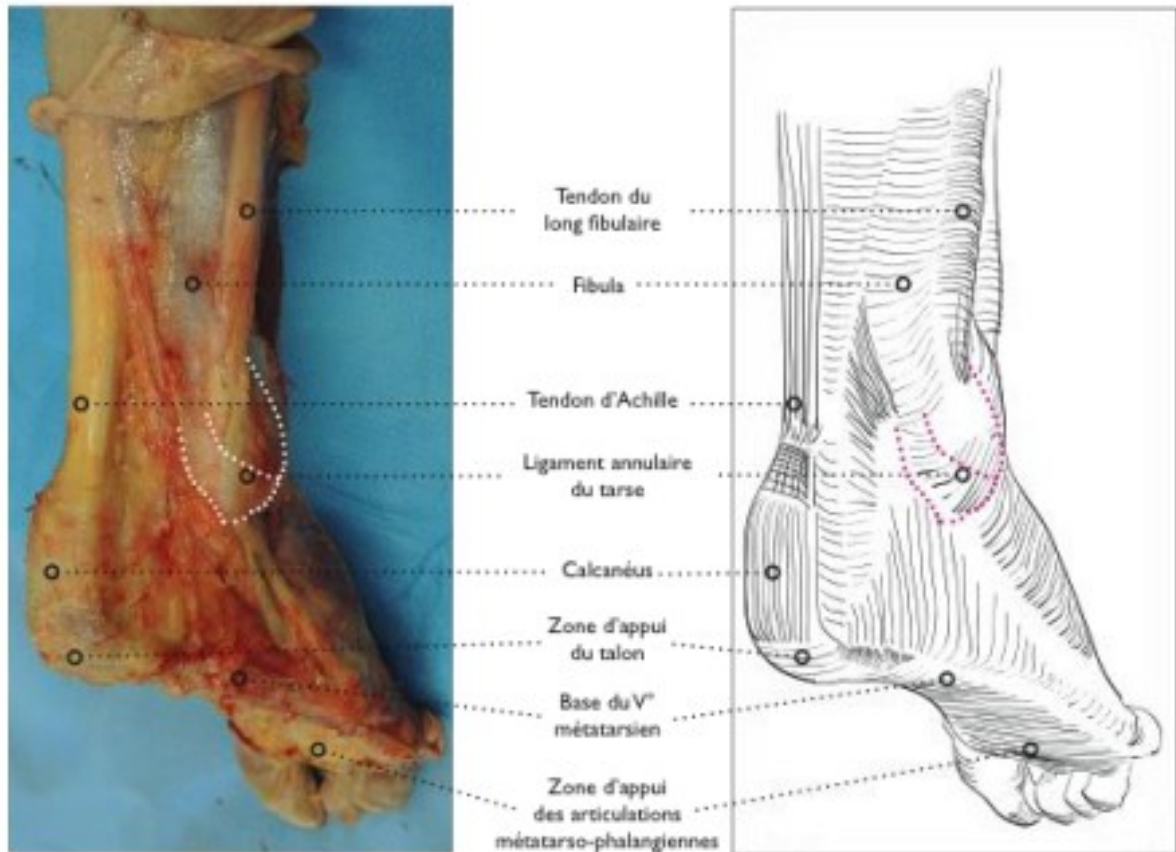 Tendon du
long fibulaire
Fibula
Tendon d'Achille
Ligament annulaire
du tarse
Calcanéus
Zone d'appui
du talon
Base du V°
métatarsien
Zone d'appui
des articulations
métatarso-phalangiennes